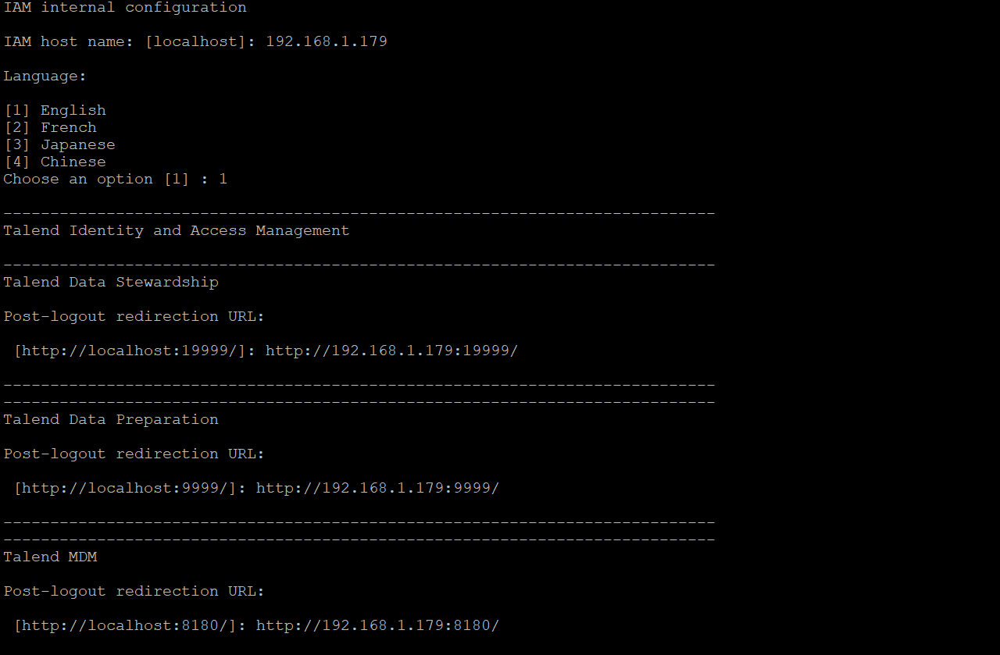 IAM internal configuration
IAM host name: [localhost]: 192.168.1.179
Language:
[1] English
[2] French
[3] Japanese
[4] Chinese
Choose an option [1] : 1
----------------------------------------------------------------------------
Talend Identity and Access Management
----------------------------------------------------------------------------
Talend Data Stewardship
Post-logout redirection URL:
[http://localhost:19999/]: http://192.168.1.179:19999/
----------------------------------------------------------------------------
----------------------------------------------------------------------------
Talend Data Preparation
Post-logout redirection URL:
[http://localhost:9999/]: http://192.168.1.179:9999/
----------------------------------------------------------------------------
----------------------------------------------------------------------------
Talend MDM
Post-logout redirection URL:
[http://localhost:8180/]: http://192.168.1.179:8180/